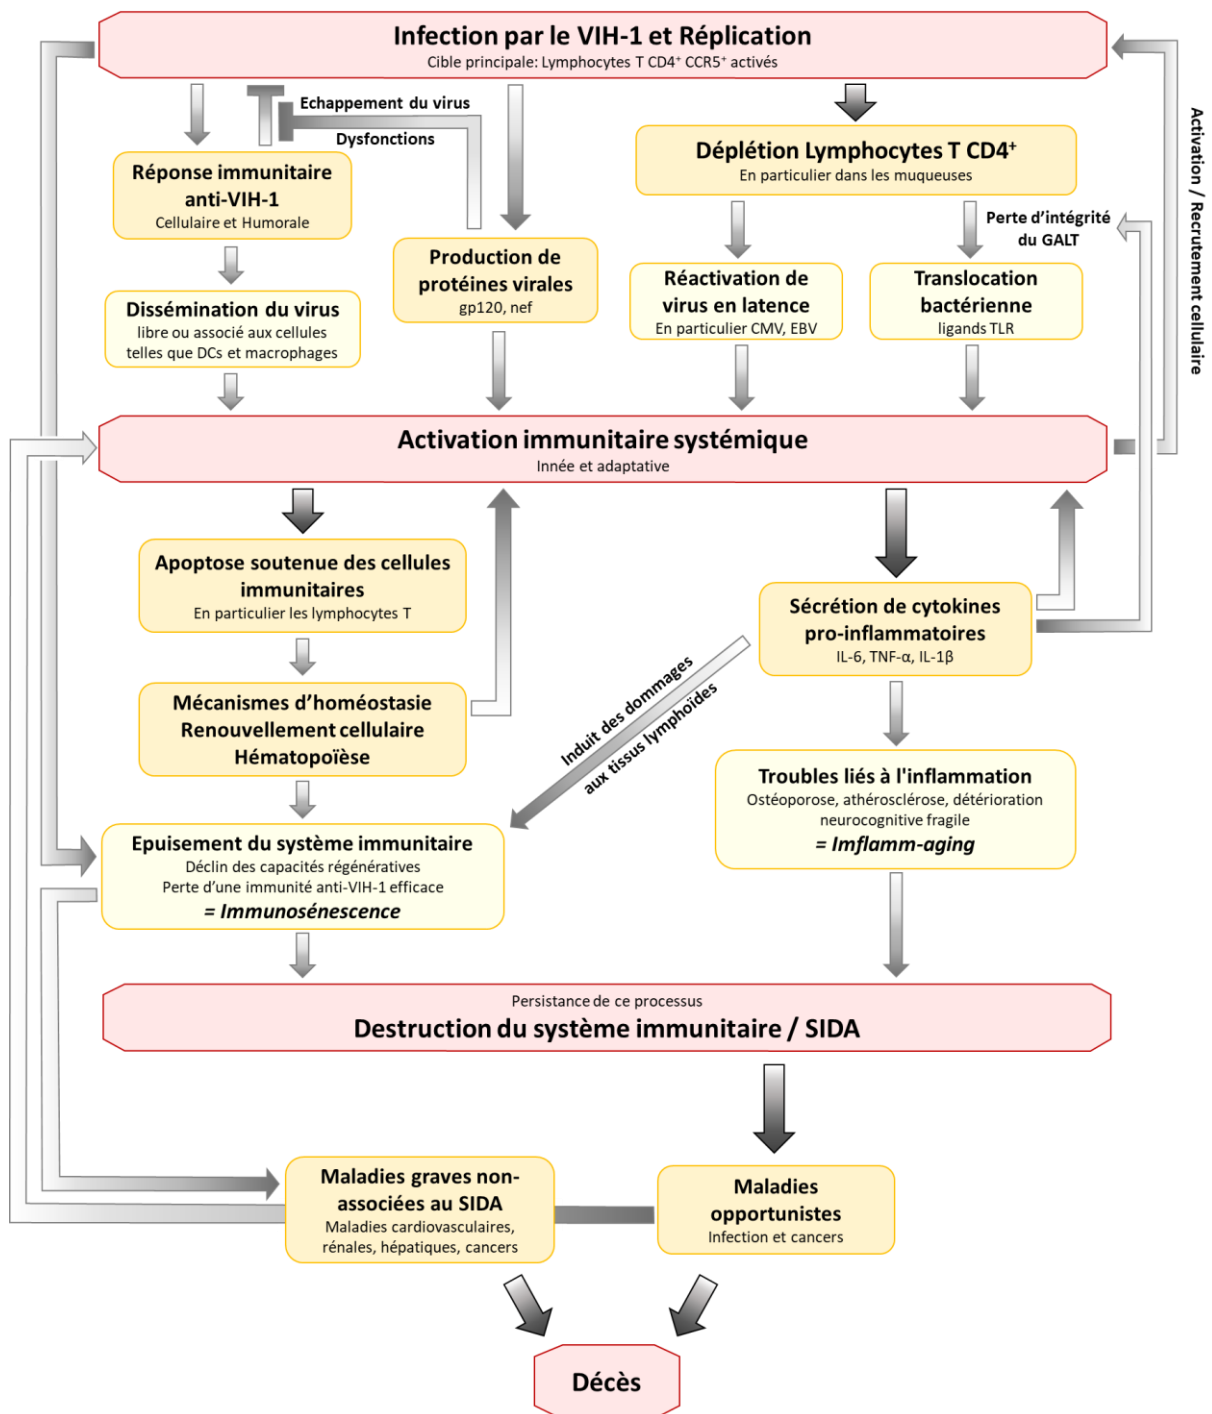 Infection par le VIH-1 et Réplication
Cible principale: Lymphocytes T CD4⁺ CCR5⁺ activés
Echappement du virus
Dysfonctions
Activation / Recrutement cellulaire
Réponse immunitaire
anti-VIH-1
Cellulaire et Humorale
Déplétion Lymphocytes T CD4⁺
En particulier dans les muqueuses
Perte d’intégrité
du GALT
Production de
protéines virales
gp120, nef
Dissémination du virus
libre ou associé aux cellules
telles que DCs et macrophages
Réactivation de
virus en latence
En particulier CMV, EBV
Translocation
bactérienne
ligands TLR
Activation immunitaire systémique
Innée et adaptative
Apoptose soutenue des cellules
immunitaires
En particulier les lymphocytes T
Sécrétion de cytokines
pro-inflammatoires
IL-6, TNF-α, IL-1β
Mécanismes d’homéostasie
Renouvellement cellulaire
Hématopoïèse
Induit des dommages
aux tissus lymphoïdes
Troubles liés à l'inflammation
Ostéoporose, athérosclérose, détérioration
neurocognitive fragile
= Imflamm-aging
Epuisement du système immunitaire
Déclin des capacités régénératives
Perte d’une immunité anti-VIH-1 efficace
= Immunosénescence
Persistance de ce processus
Destruction du système immunitaire / SIDA
Maladies graves non-
associées au SIDA
Maladies cardiovasculaires,
rénales, hépatiques, cancers
Maladies
opportunistes
Infection et cancers
Décès